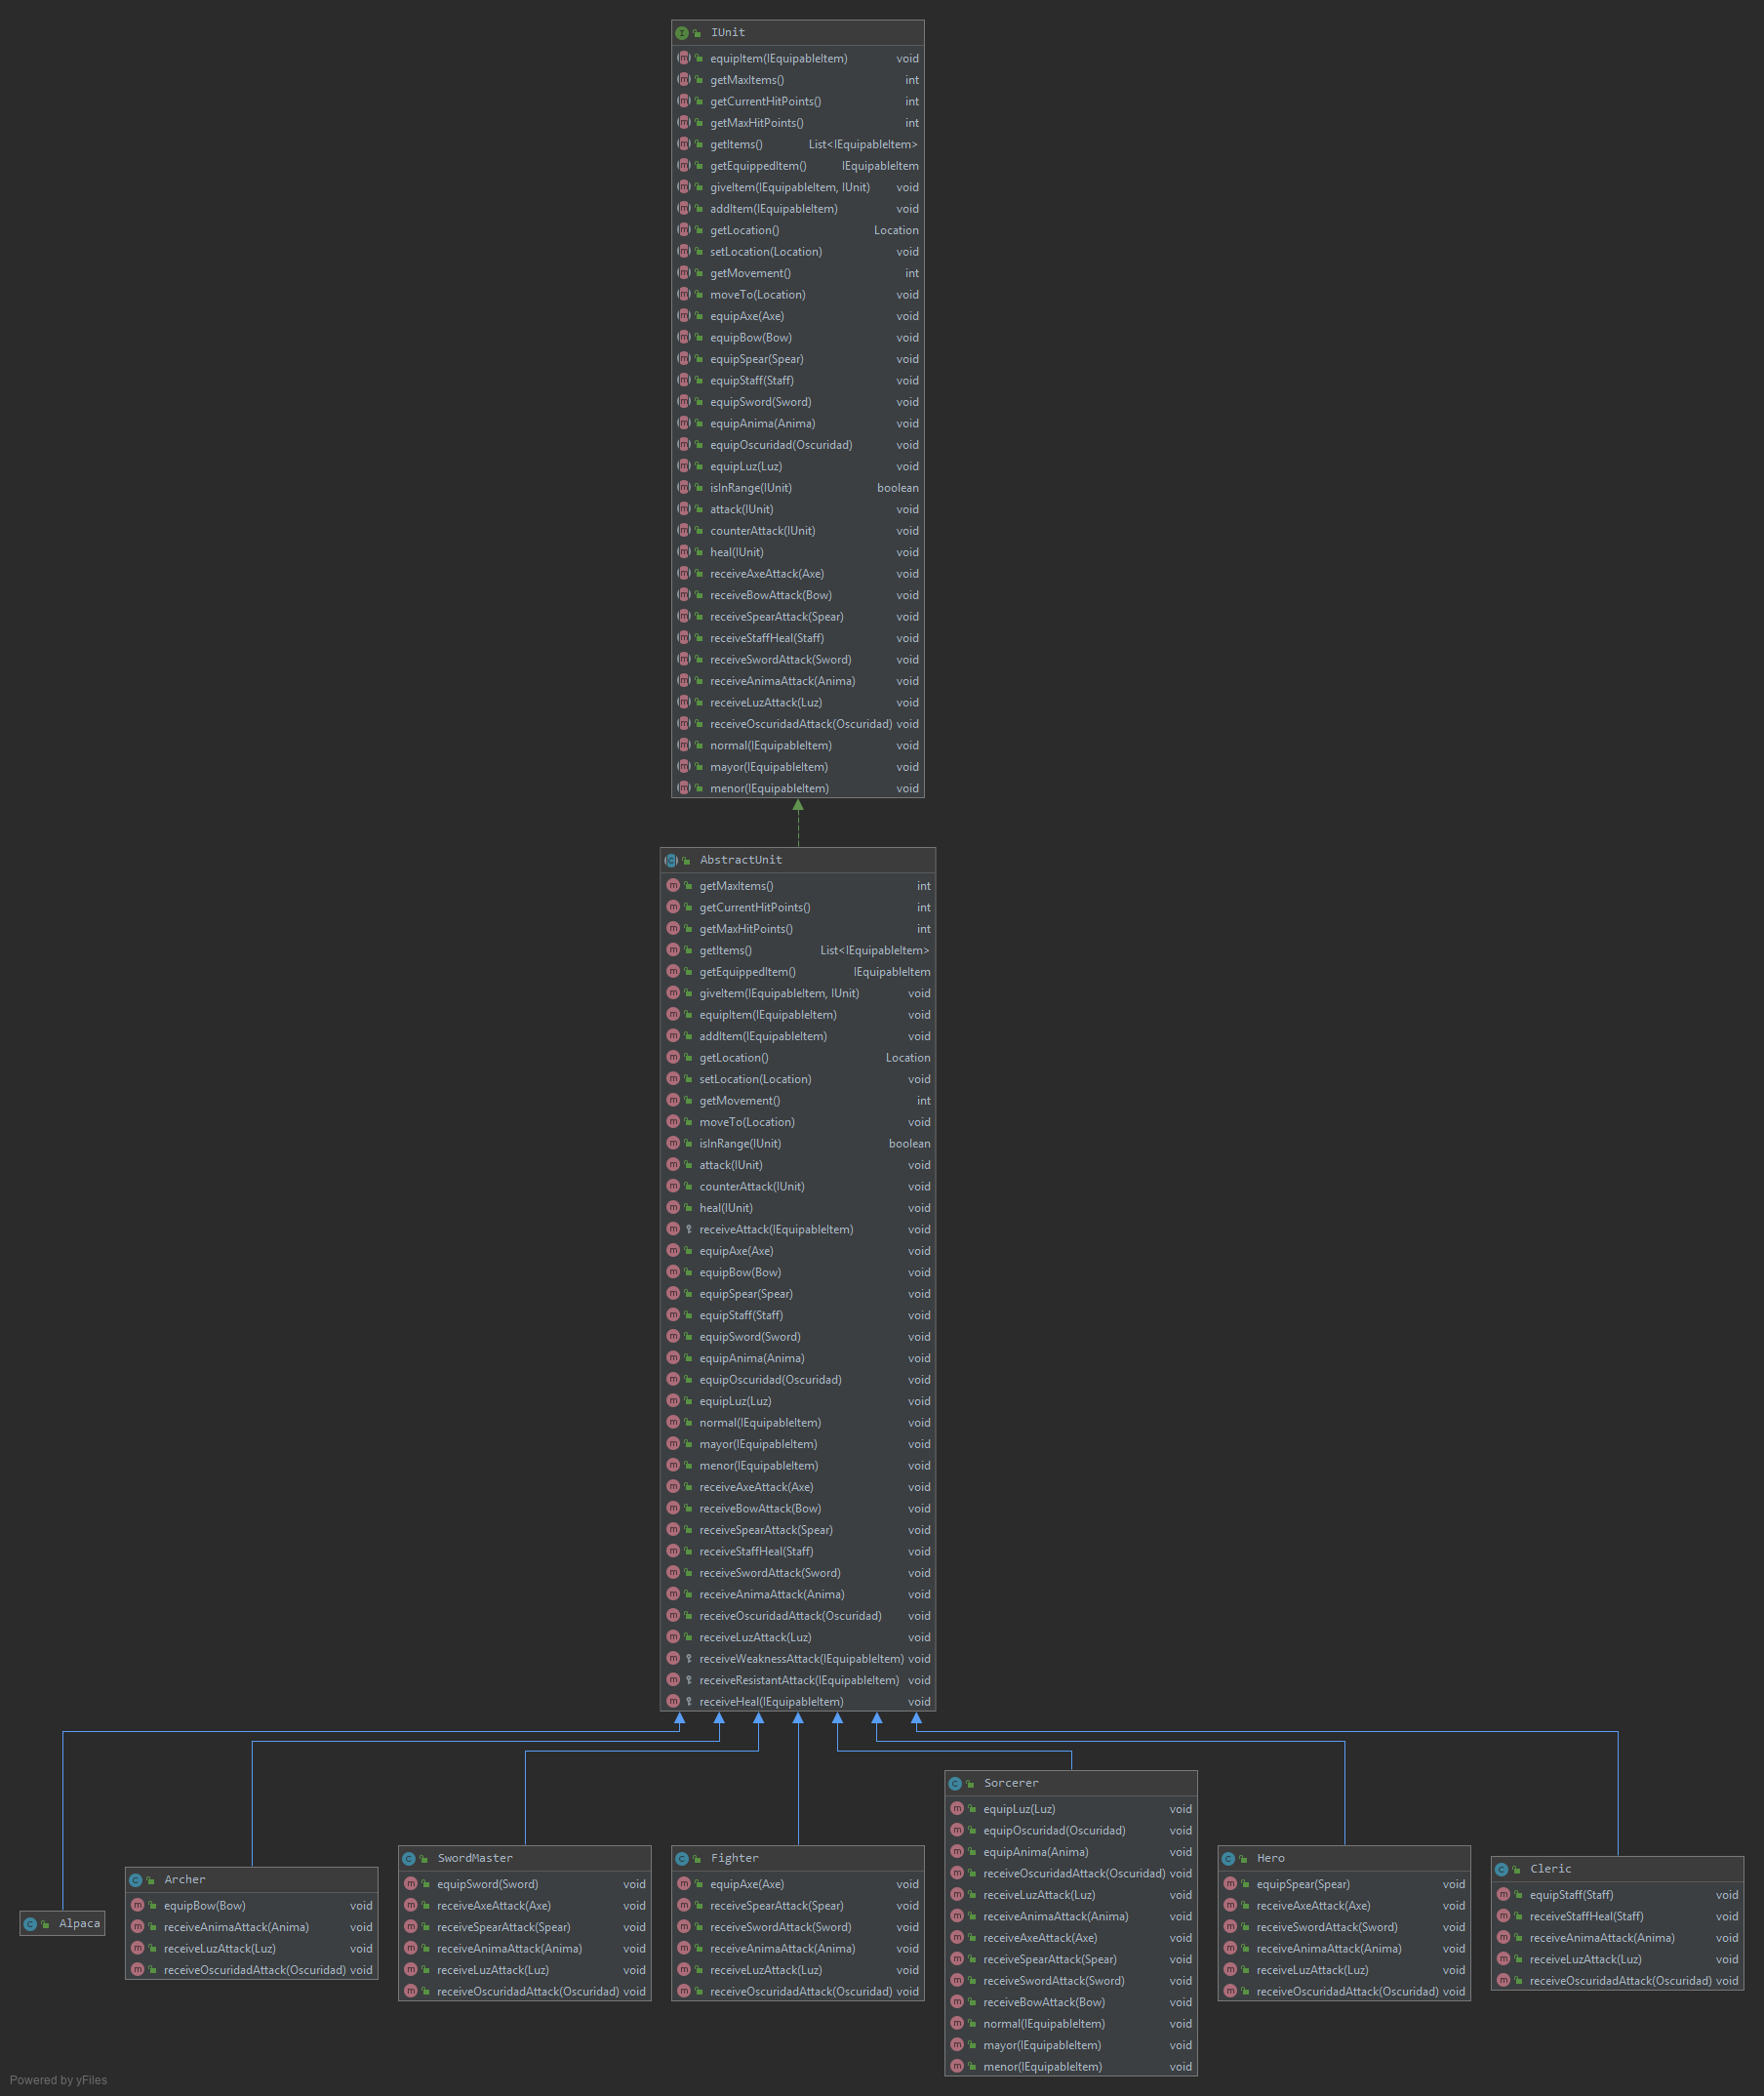 IUnit
equipItem(IEquipableItem) void
getMaxItems() int
getCurrentHitPoints() int
getMaxHitPoints() int
getItems() List<IEquipableItem>
getEquippedItem() IEquipableItem
giveItem(IEquipableItem, IUnit) void
addItem(IEquipableItem) void
getLocation() Location
setLocation(Location) void
getMovement() int
moveTo(Location) void
equipAxe(Axe) void
equipBow(Bow) void
equipSpear(Spear) void
equipStaff(Staff) void
equipSword(Sword) void
equipAnima(Anima) void
equipOscuridad(Oscuridad) void
equipLuz(Luz) void
isInRange(IUnit) boolean
attack(IUnit) void
counterAttack(IUnit) void
heal(IUnit) void
receiveAxeAttack(Axe) void
receiveBowAttack(Bow) void
receiveSpearAttack(Spear) void
receiveStaffHeal(Staff) void
receiveSwordAttack(Sword) void
receiveAnimaAttack(Anima) void
receiveLuzAttack(Luz) void
receiveOscuridadAttack(Oscuridad) void
normal(IEquipableItem) void
mayor(IEquipableItem) void
menor(IEquipableItem) void
AbstractUnit
getMaxItems() int
getCurrentHitPoints() int
getMaxHitPoints() int
getItems() List<IEquipableItem>
getEquippedItem() IEquipableItem
giveItem(IEquipableItem, IUnit) void
equipItem(IEquipableItem) void
addItem(IEquipableItem) void
getLocation() Location
setLocation(Location) void
getMovement() int
moveTo(Location) void
isInRange(IUnit) boolean
attack(IUnit) void
counterAttack(IUnit) void
heal(IUnit) void
receiveAttack(IEquipableItem) void
equipAxe(Axe) void
equipBow(Bow) void
equipSpear(Spear) void
equipStaff(Staff) void
equipSword(Sword) void
equipAnima(Anima) void
equipOscuridad(Oscuridad) void
equipLuz(Luz) void
normal(IEquipableItem) void
mayor(IEquipableItem) void
menor(IEquipableItem) void
receiveAxeAttack(Axe) void
receiveBowAttack(Bow) void
receiveSpearAttack(Spear) void
receiveStaffHeal(Staff) void
receiveSwordAttack(Sword) void
receiveAnimaAttack(Anima) void
receiveOscuridadAttack(Oscuridad) void
receiveLuzAttack(Luz) void
receiveWeaknessAttack(IEquipableItem) void
receiveResistantAttack(IEquipableItem) void
receiveHeal(IEquipableItem) void
Alpaca
Archer
equipBow(Bow) void
receiveAnimaAttack(Anima) void
receiveLuzAttack(Luz) void
receiveOscuridadAttack(Oscuridad) void
SwordMaster
equipSword(Sword) void
receiveAxeAttack(Axe) void
receiveSpearAttack(Spear) void
receiveAnimaAttack(Anima) void
receiveLuzAttack(Luz) void
receiveOscuridadAttack(Oscuridad) void
Fighter
equipAxe(Axe) void
receiveSpearAttack(Spear) void
receiveSwordAttack(Sword) void
receiveAnimaAttack(Anima) void
receiveLuzAttack(Luz) void
receiveOscuridadAttack(Oscuridad) void
Sorcerer
equipLuz(Luz) void
equipOscuridad(Oscuridad) void
equipAnima(Anima) void
receiveOscuridadAttack(Oscuridad) void
receiveLuzAttack(Luz) void
receiveAnimaAttack(Anima) void
receiveAxeAttack(Axe) void
receiveSpearAttack(Spear) void
receiveSwordAttack(Sword) void
receiveBowAttack(Bow) void
normal(IEquipableItem) void
mayor(IEquipableItem) void
menor(IEquipableItem) void
Hero
equipSpear(Spear) void
receiveAxeAttack(Axe) void
receiveSwordAttack(Sword) void
receiveAnimaAttack(Anima) void
receiveLuzAttack(Luz) void
receiveOscuridadAttack(Oscuridad) void
Cleric
equipStaff(Staff) void
receiveStaffHeal(Staff) void
receiveAnimaAttack(Anima) void
receiveLuzAttack(Luz) void
receiveOscuridadAttack(Oscuridad) void
Powered by yFiles